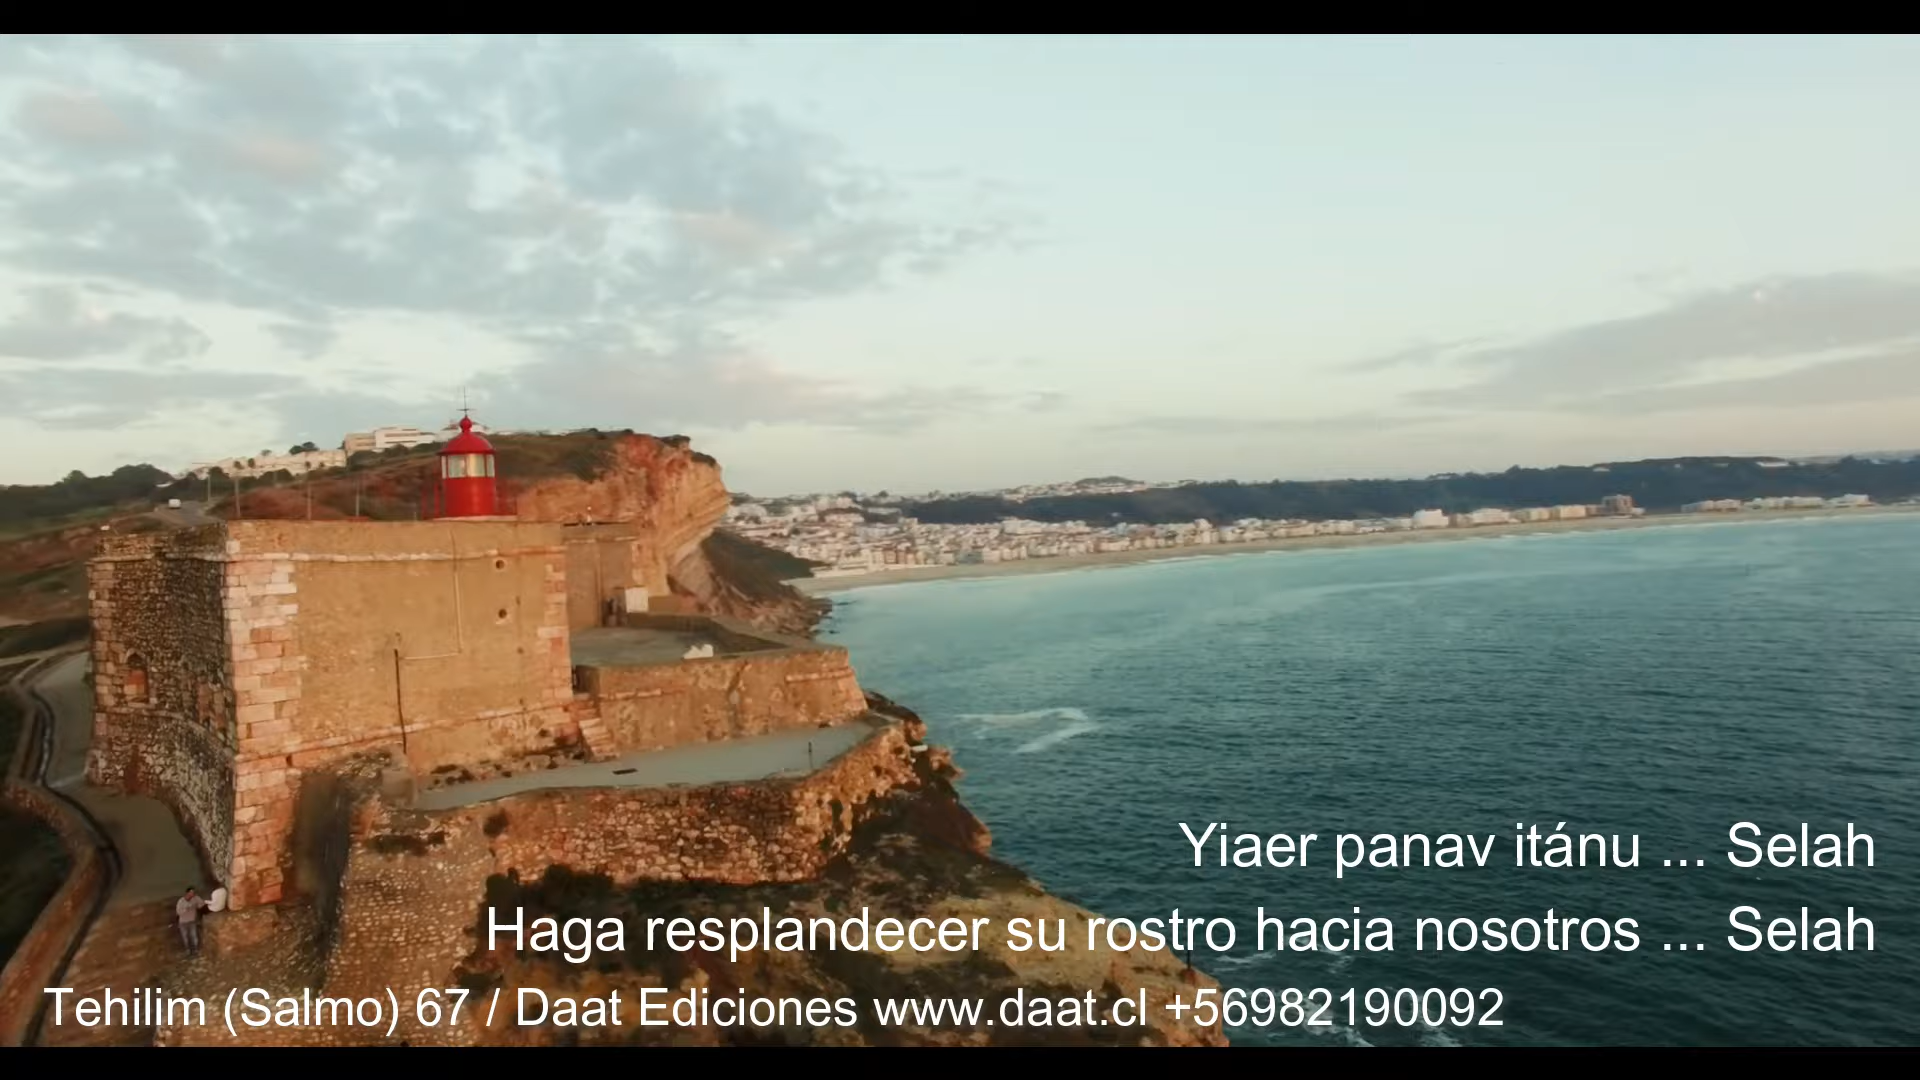 Yiaer panav itánu ... Selah
Haga resplandecer su rostro hacia nosotros ... Selah
Tehilim (Salmo) 67 / Daat Ediciones www.daat.cl +56982190092